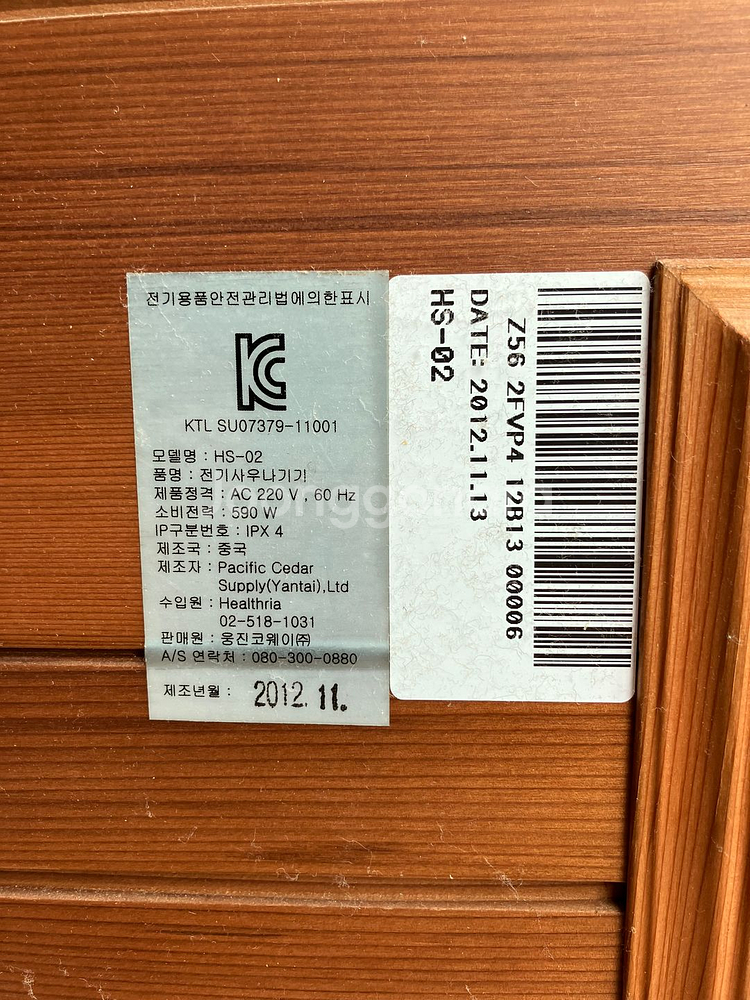 전기용품안전관리법에의한표시
KTL SU07379-11001
모델명 : HS-02
품명 : 전기사우나기기
제품정격 : AC 220 V , 60 Hz
소비전력 : 590 W
IP구분번호 : IPX 4
제조국 : 중국
제조자 : Pacific Cedar
Supply(Yantai),Ltd
수입원 : Healthria
02-518-1031
판매원 : 웅진코웨이㈜
A/S 연락처 : 080-300-0880
제조년월 : 2012. 11.
Z56 2FVP4 12B13 00006
DATE: 2012.11.13
HS-02